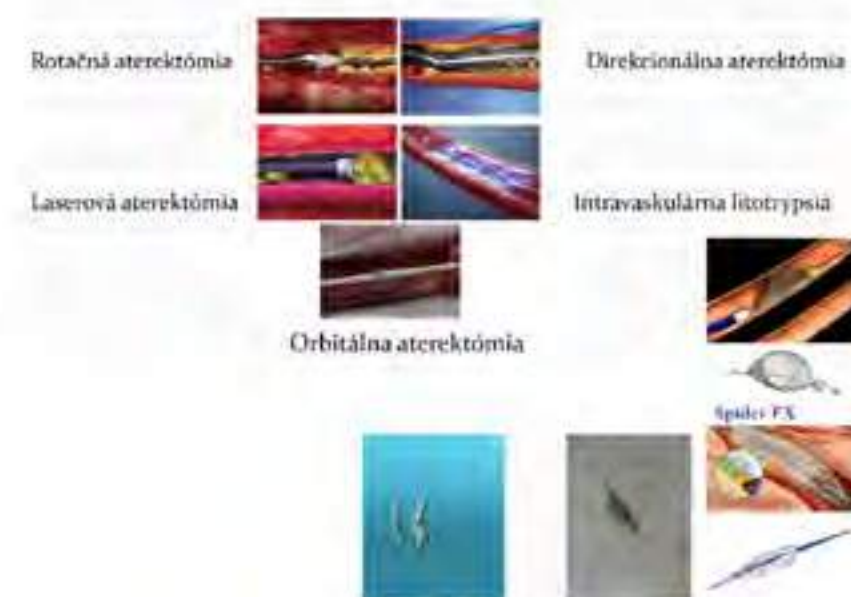 Rotačná aterektómia
Direkcionálna aterektómia
Laserová aterektómia
Intravaskulárna litotrypsia
Orbitálna aterektómia
Spider FX